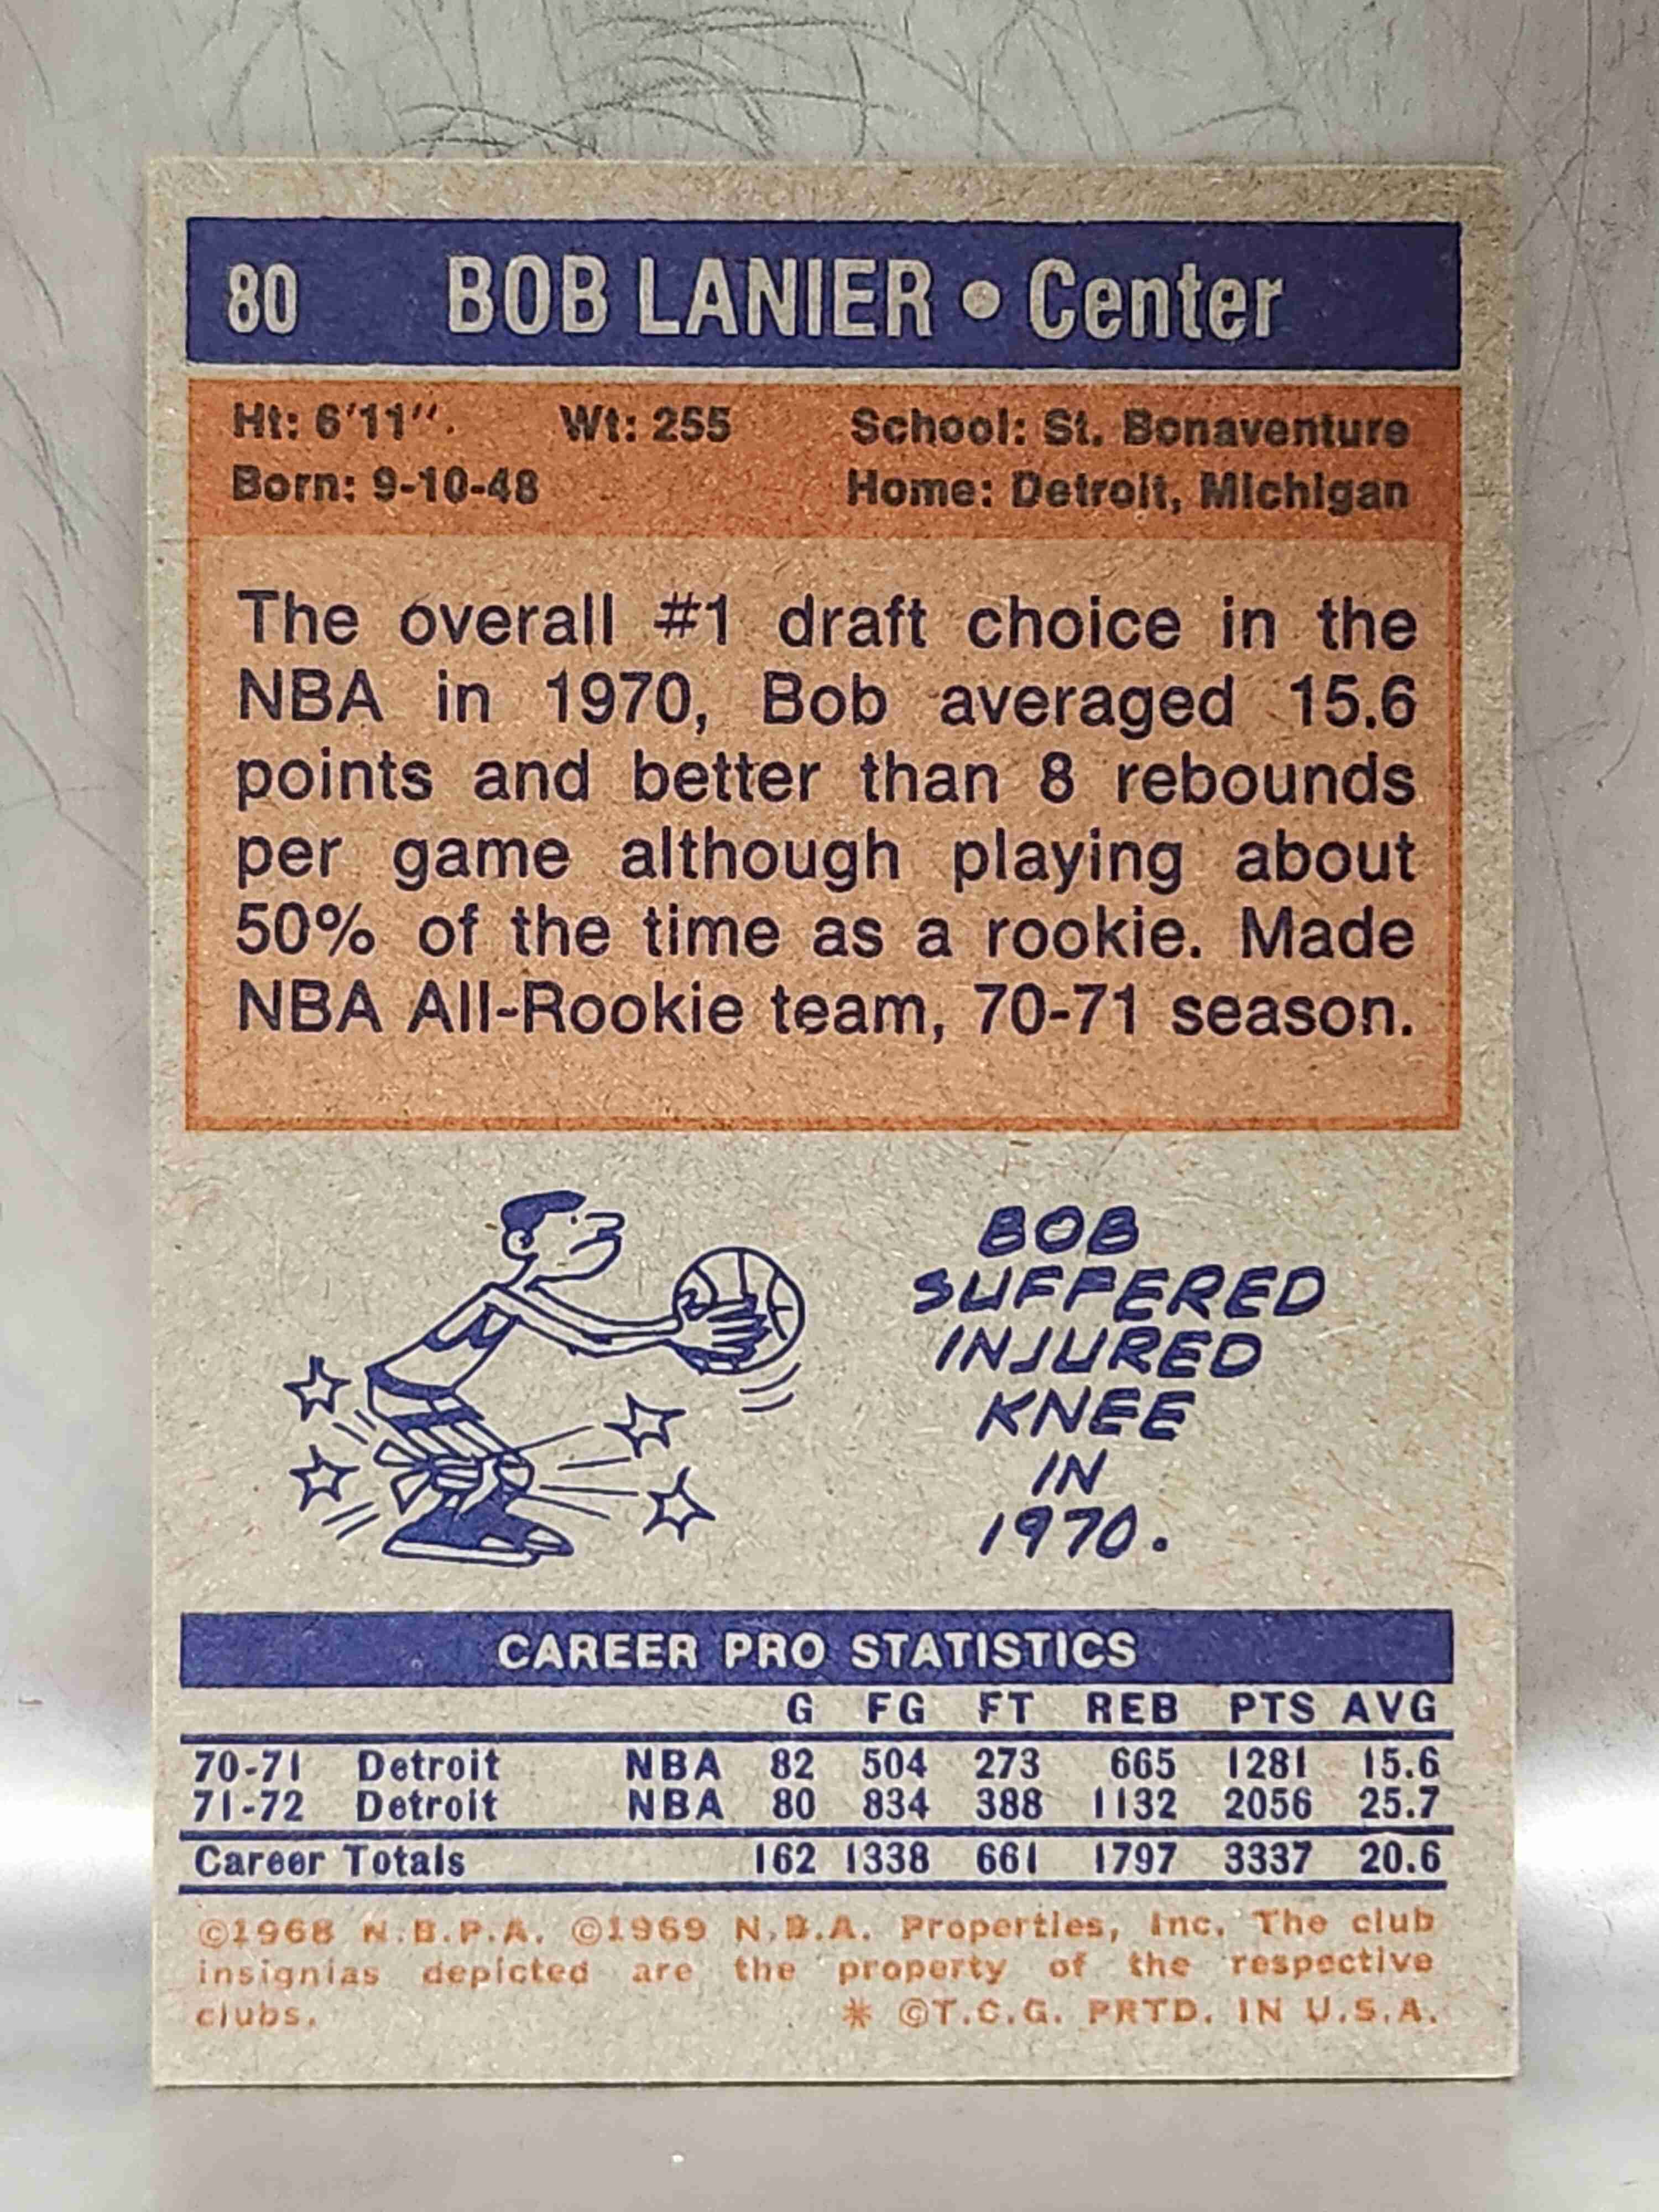 80 BOB LANIER • Center
Ht: 6'11". Wt: 255 School: St. Bonaventure
Born: 9-10-48 Home: Detroit, Michigan
The overall #1 draft choice in the
NBA in 1970, Bob averaged 15.6
points and better than 8 rebounds
per game although playing about
50% of the time as a rookie. Made
NBA All-Rookie team, 70-71 season.
BOB
SUFFERED
INJURED
KNEE
IN
1970.
CAREER PRO STATISTICS
G FG FT REB PTS AVG
70-71 Detroit NBA 82 504 273 665 1281 15.6
71-72 Detroit NBA 80 834 388 1132 2056 25.7
Career Totals 162 1338 661 1797 3337 20.6
©1968 N.B.P.A. ©1969 N.B.A. Properties, Inc. The club
insignias depicted are the property of the respective
clubs. * ©T.C.G. PRTD. IN U.S.A.